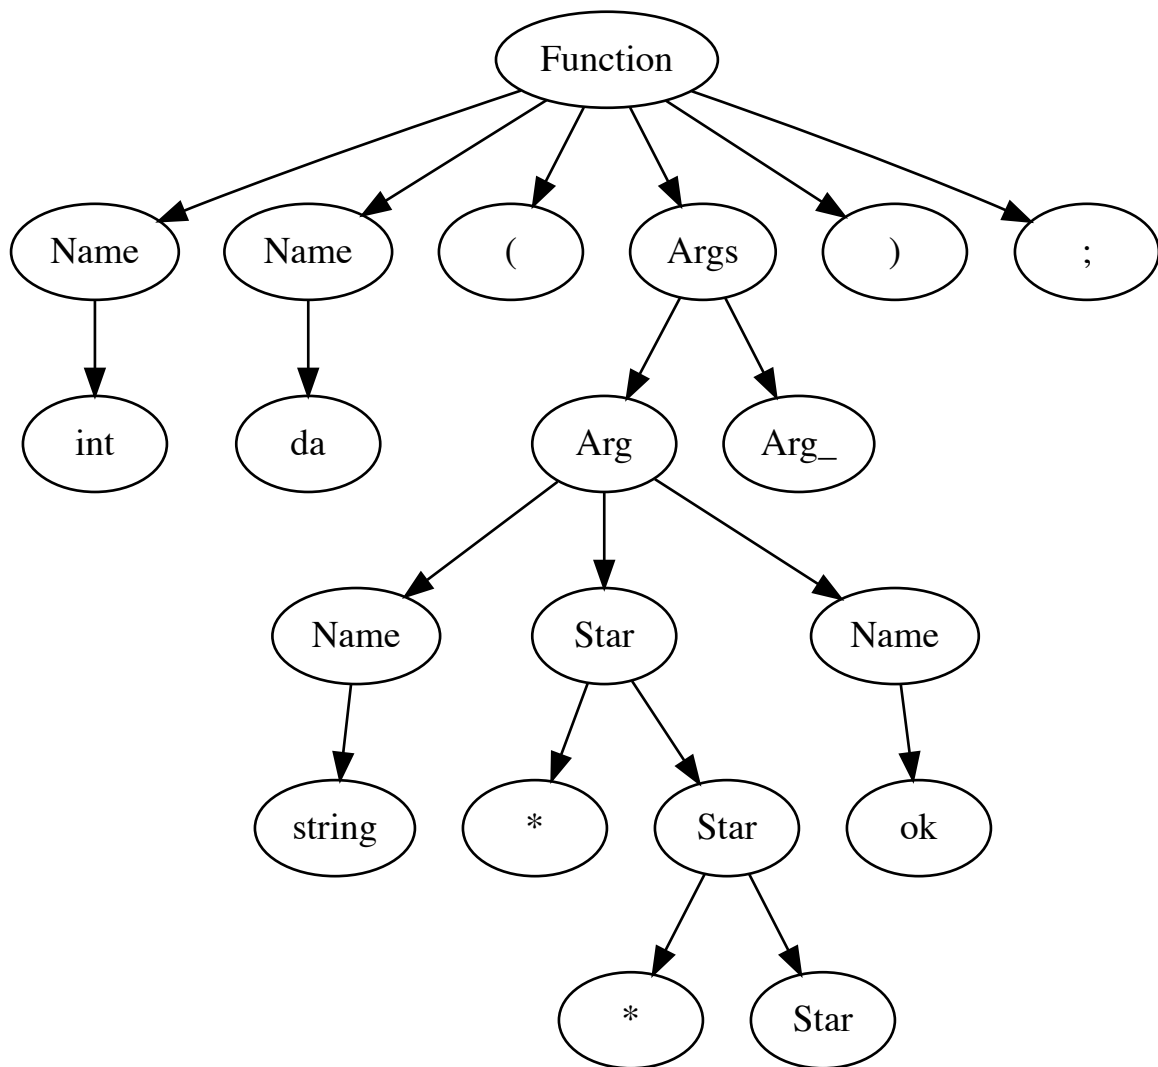 Function
Name Name ( Args ) ;
int da Arg Arg_
Name Star Name
string * Star ok
* Star